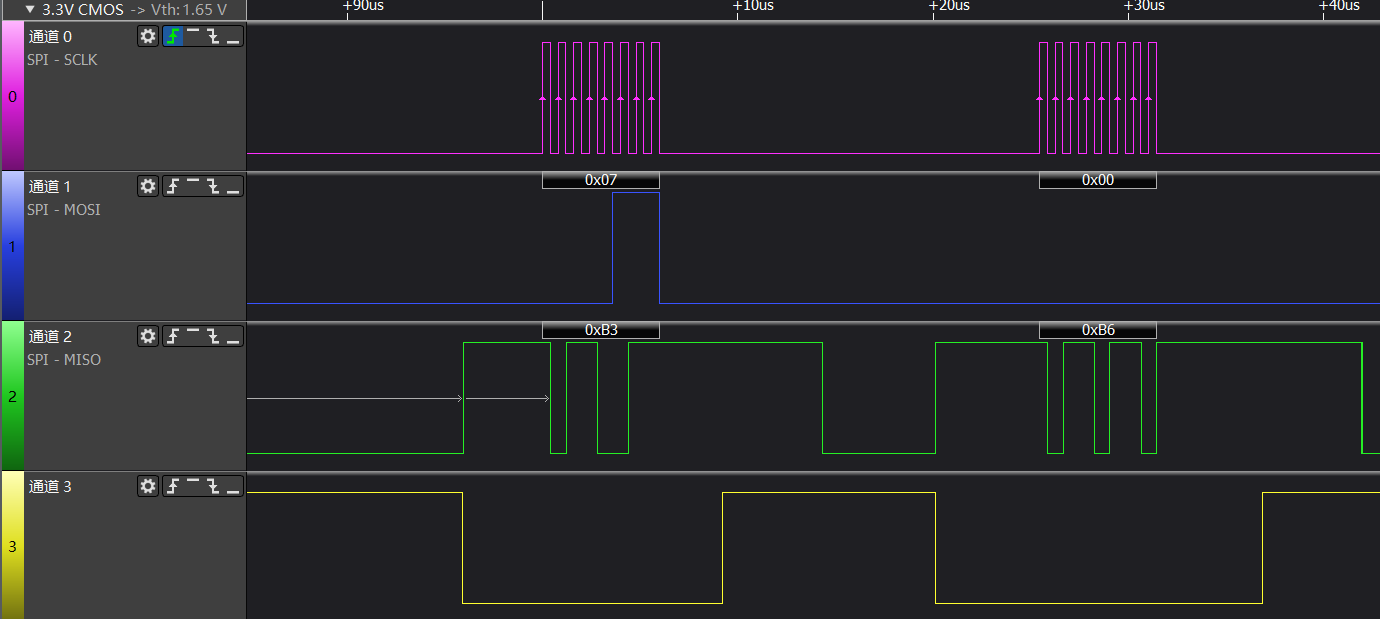 ▼ 3.3V CMOS -> Vth: 1.65 V
+90us
+10us
+20us
+30us
+40us
0
通道 0
SPI - SCLK
1
通道 1
SPI - MOSI
0x07
0x00
2
通道 2
SPI - MISO
0xB3
0xB6
3
通道 3